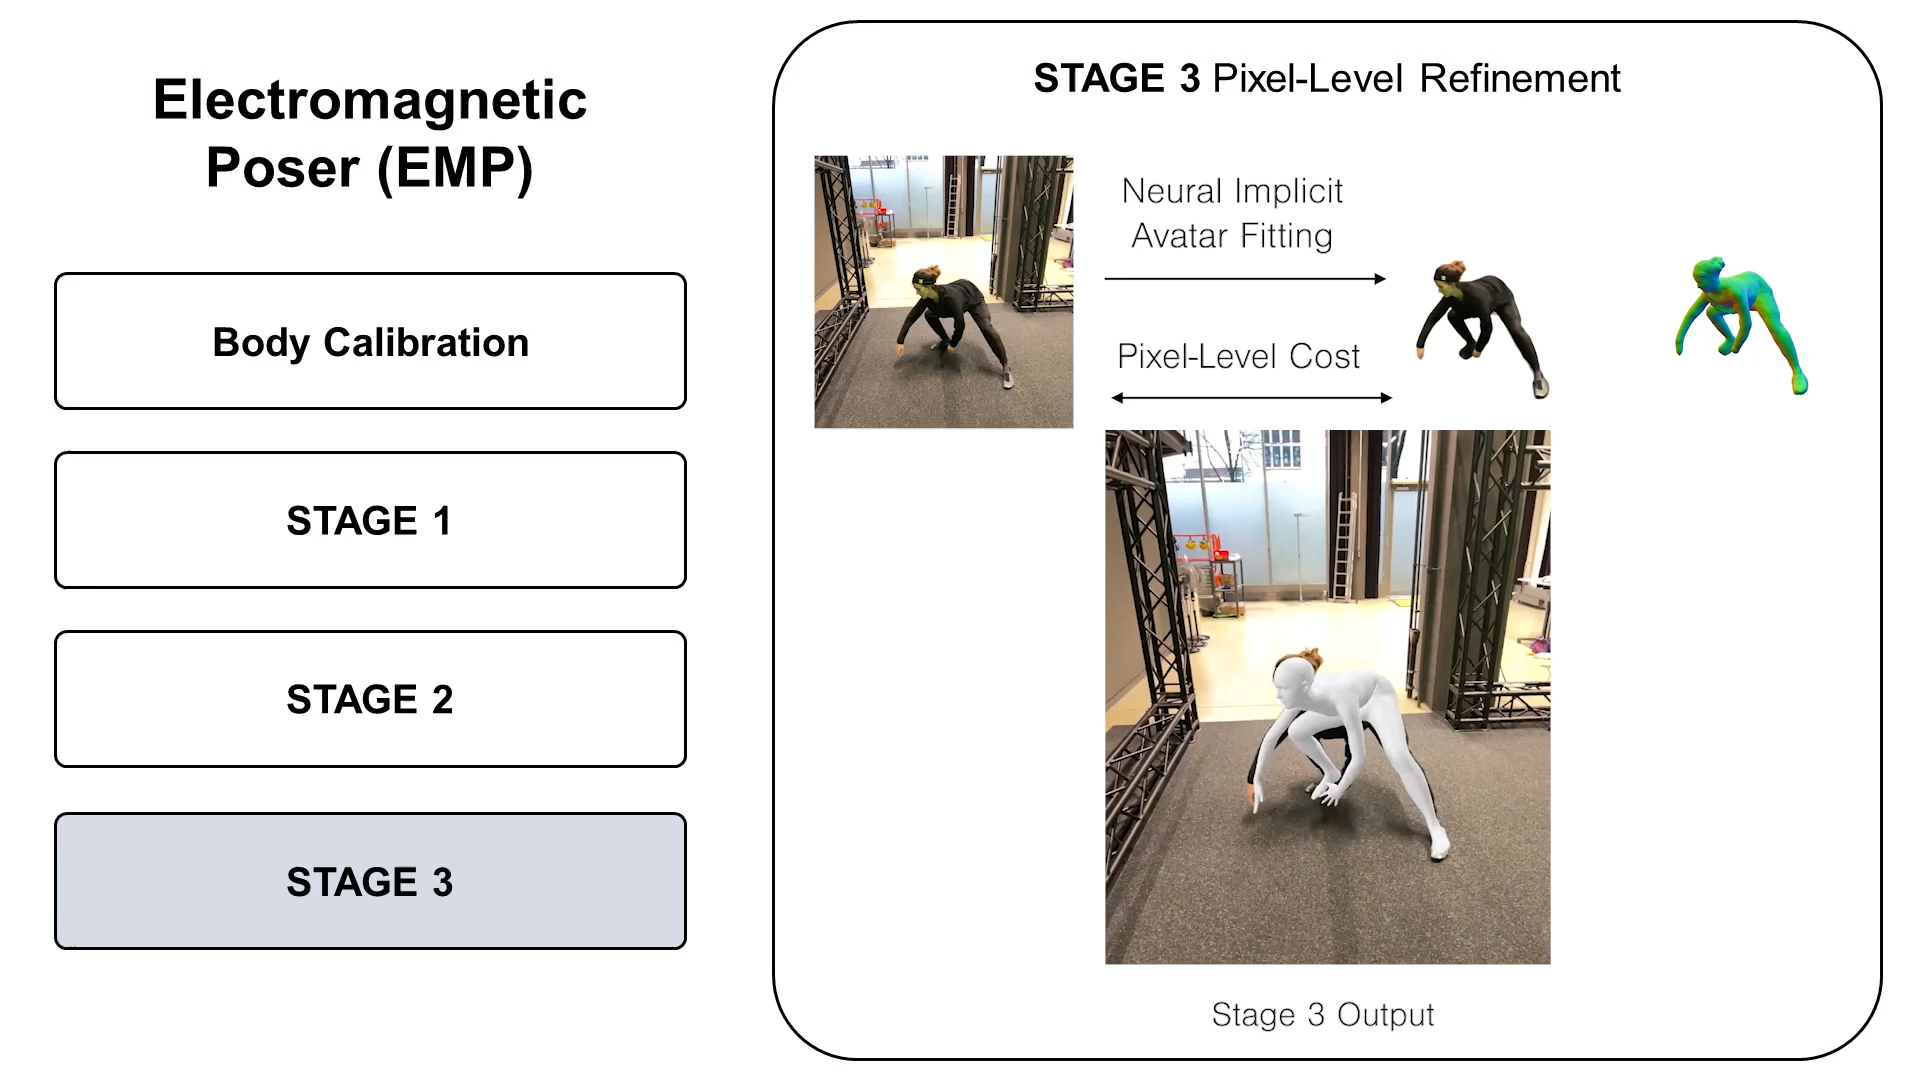 Electromagnetic
Poser (EMP)
Body Calibration
STAGE 1
STAGE 2
STAGE 3
STAGE 3 Pixel-Level Refinement
Neural Implicit
Avatar Fitting
Pixel-Level Cost
Stage 3 Output